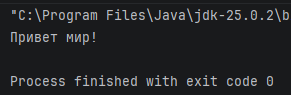 "C:\Program Files\Java\jdk-25.0.2\b
Привет мир!
Process finished with exit code 0